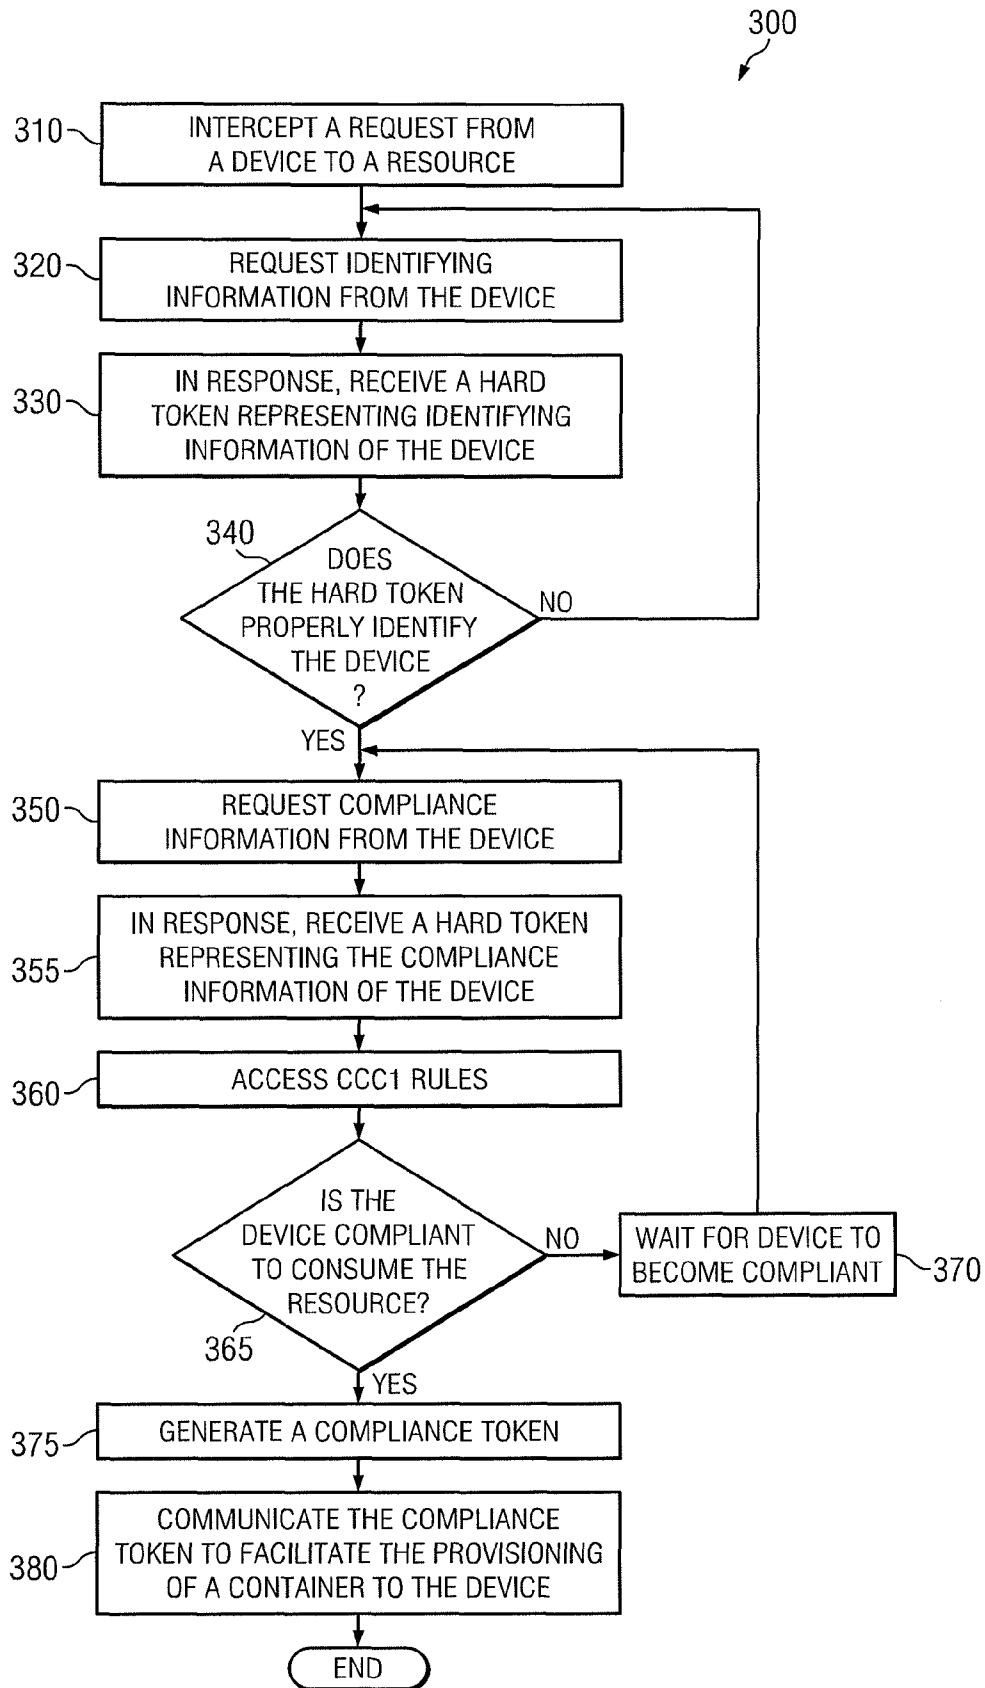 300
310
INTERCEPT A REQUEST FROM
A DEVICE TO A RESOURCE
320
REQUEST IDENTIFYING
INFORMATION FROM THE DEVICE
330
IN RESPONSE, RECEIVE A HARD
TOKEN REPRESENTING IDENTIFYING
INFORMATION OF THE DEVICE
340
DOES
THE HARD TOKEN
PROPERLY IDENTIFY
THE DEVICE
?
NO
YES
350
REQUEST COMPLIANCE
INFORMATION FROM THE DEVICE
355
IN RESPONSE, RECEIVE A HARD TOKEN
REPRESENTING THE COMPLIANCE
INFORMATION OF THE DEVICE
360
ACCESS CCC1 RULES
IS THE
DEVICE COMPLIANT
TO CONSUME THE
RESOURCE?
365
NO
WAIT FOR DEVICE TO
BECOME COMPLIANT
370
YES
375
GENERATE A COMPLIANCE TOKEN
380
COMMUNICATE THE COMPLIANCE
TOKEN TO FACILITATE THE PROVISIONING
OF A CONTAINER TO THE DEVICE
END